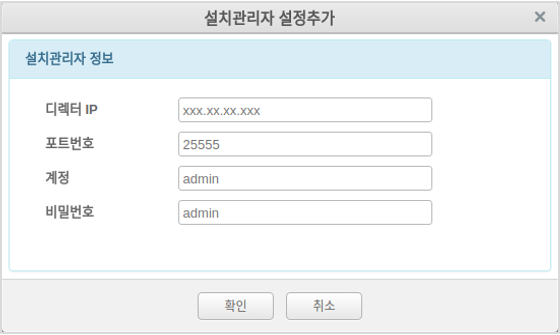 설치관리자 설정추가
설치관리자 정보
디렉터 IP xxx.xx.xx.xxx
포트번호 25555
계정 admin
비밀번호 admin
확인 취소